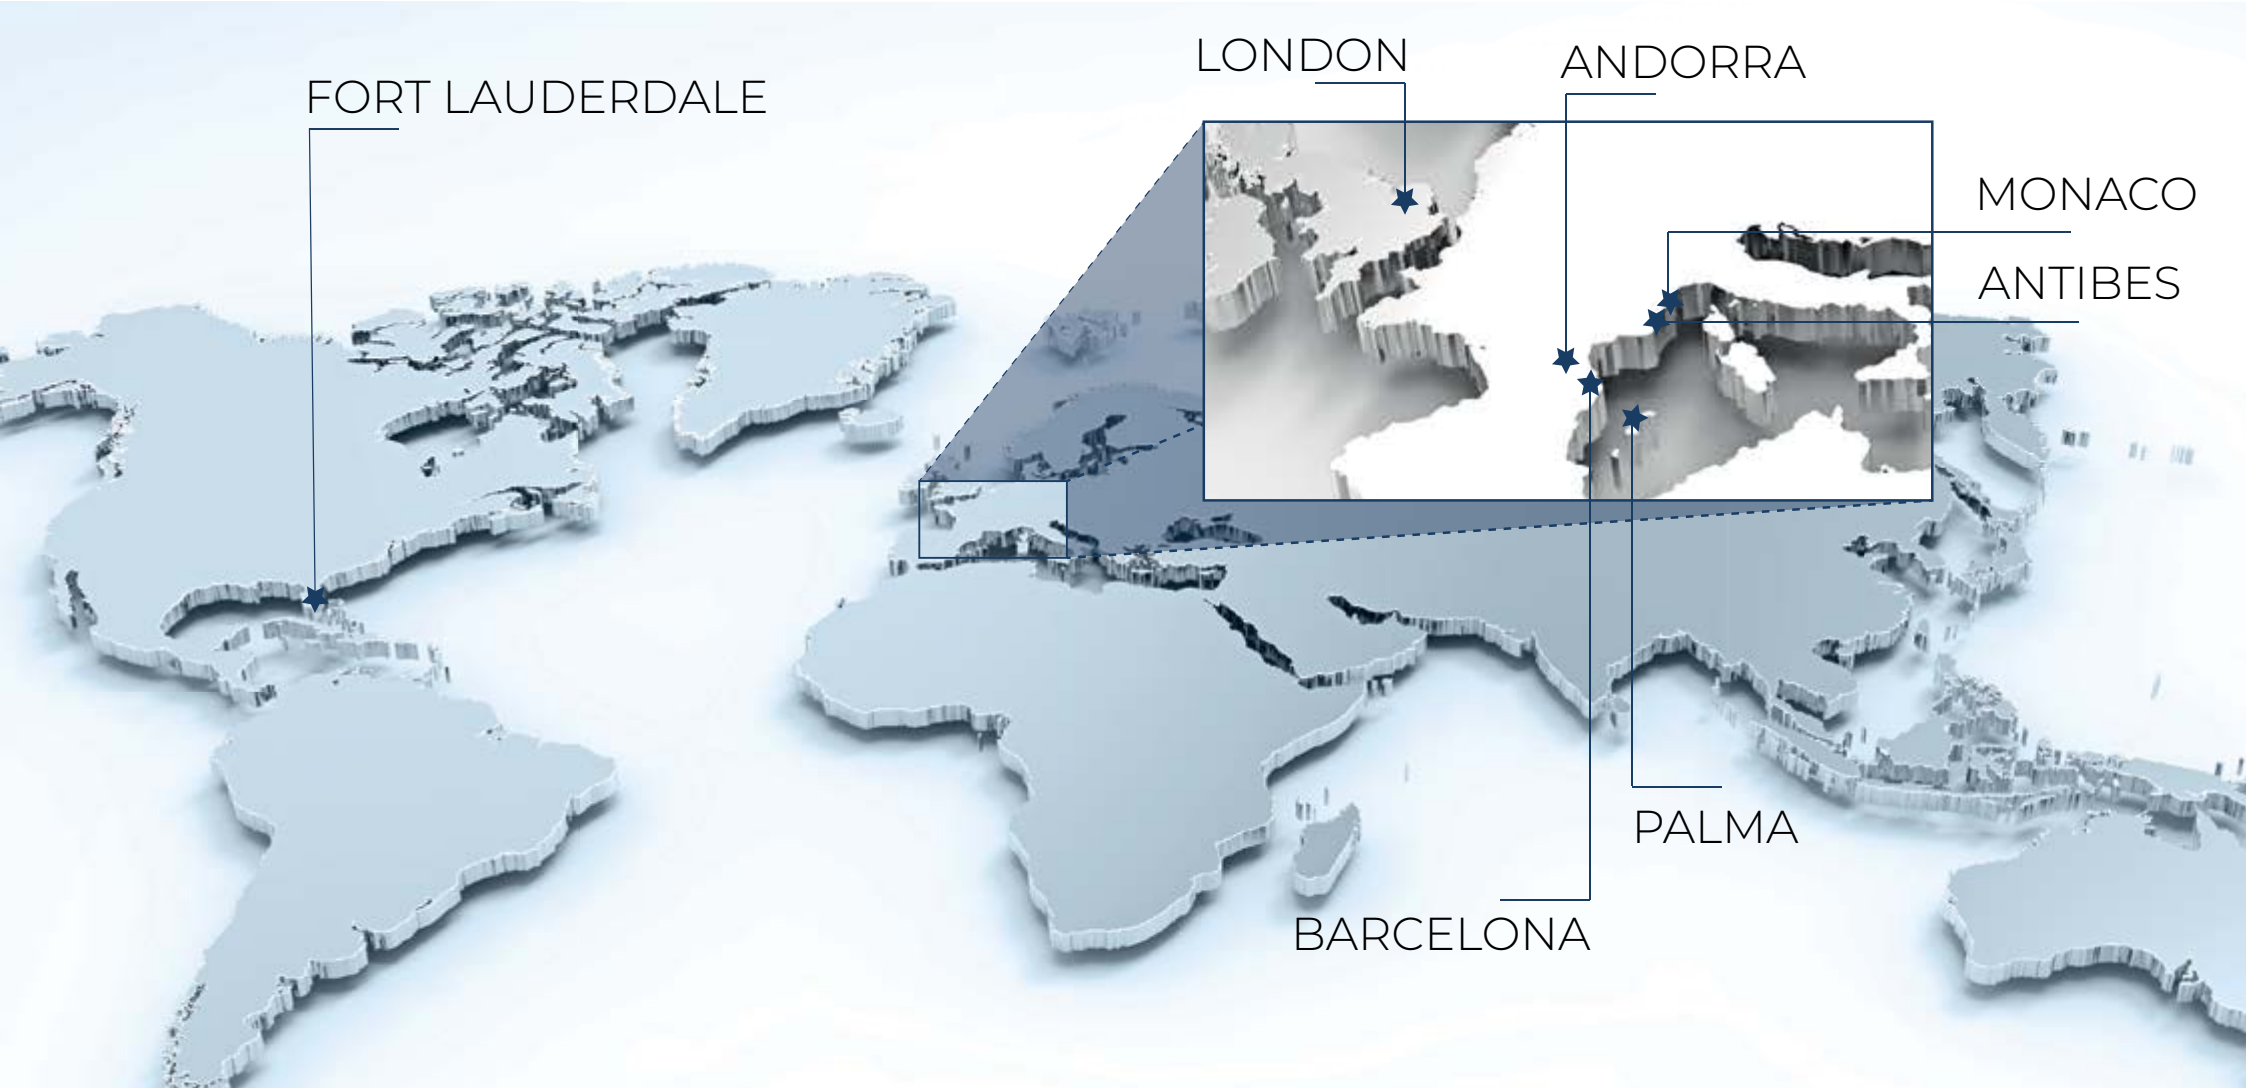 LONDON
ANDORRA
FORT LAUDERDALE
MONACO
ANTIBES
PALMA
BARCELONA